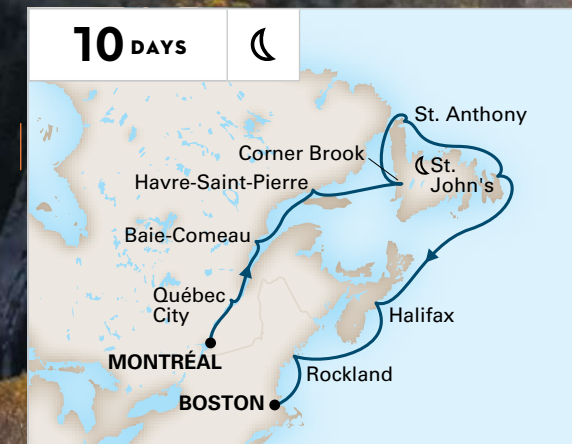 10 DAYS
St. Anthony
Corner Brook
St.
John's
Havre-Saint-Pierre
Baie-Comeau
Québec
City
Halifax
MONTRÉAL
Rockland
BOSTON